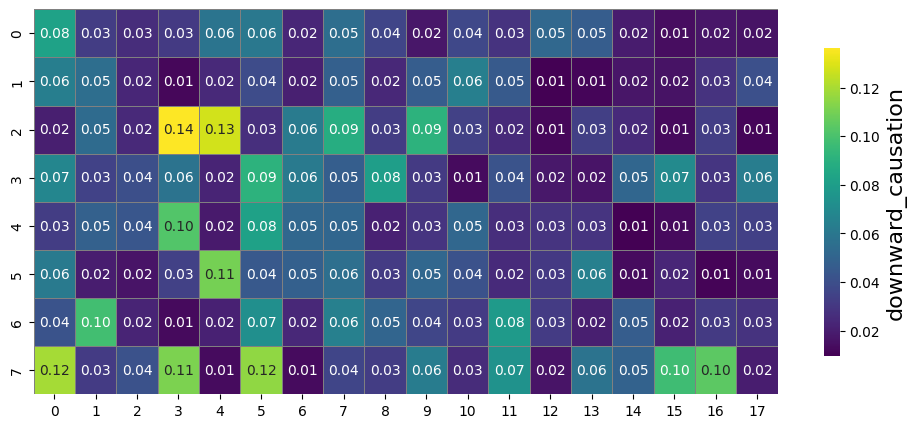 0 0.08 0.03 0.03 0.03 0.06 0.06 0.02 0.05 0.04 0.02 0.04 0.03 0.05 0.05 0.02 0.01 0.02 0.02
1 0.06 0.05 0.02 0.01 0.02 0.04 0.02 0.05 0.02 0.05 0.06 0.05 0.01 0.01 0.02 0.02 0.03 0.04
2 0.02 0.05 0.02 0.14 0.13 0.03 0.06 0.09 0.03 0.09 0.03 0.02 0.01 0.03 0.02 0.01 0.03 0.01
3 0.07 0.03 0.04 0.06 0.02 0.09 0.06 0.05 0.08 0.03 0.01 0.04 0.02 0.02 0.05 0.07 0.03 0.06
4 0.03 0.05 0.04 0.10 0.02 0.08 0.05 0.05 0.02 0.03 0.05 0.03 0.03 0.03 0.01 0.01 0.03 0.03
5 0.06 0.02 0.02 0.03 0.11 0.04 0.05 0.06 0.03 0.05 0.04 0.02 0.03 0.06 0.01 0.02 0.01 0.01
6 0.04 0.10 0.02 0.01 0.02 0.07 0.02 0.06 0.05 0.04 0.03 0.08 0.03 0.02 0.05 0.02 0.03 0.03
7 0.12 0.03 0.04 0.11 0.01 0.12 0.01 0.04 0.03 0.06 0.03 0.07 0.02 0.06 0.05 0.10 0.10 0.02
0 1 2 3 4 5 6 7 8 9 10 11 12 13 14 15 16 17
0.12
0.10
0.08
0.06
0.04
0.02
downward_causation